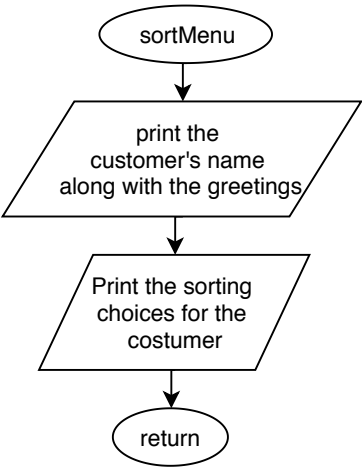 sortMenu
print the
customer's name
along with the greetings
Print the sorting
choices for the
costumer
return